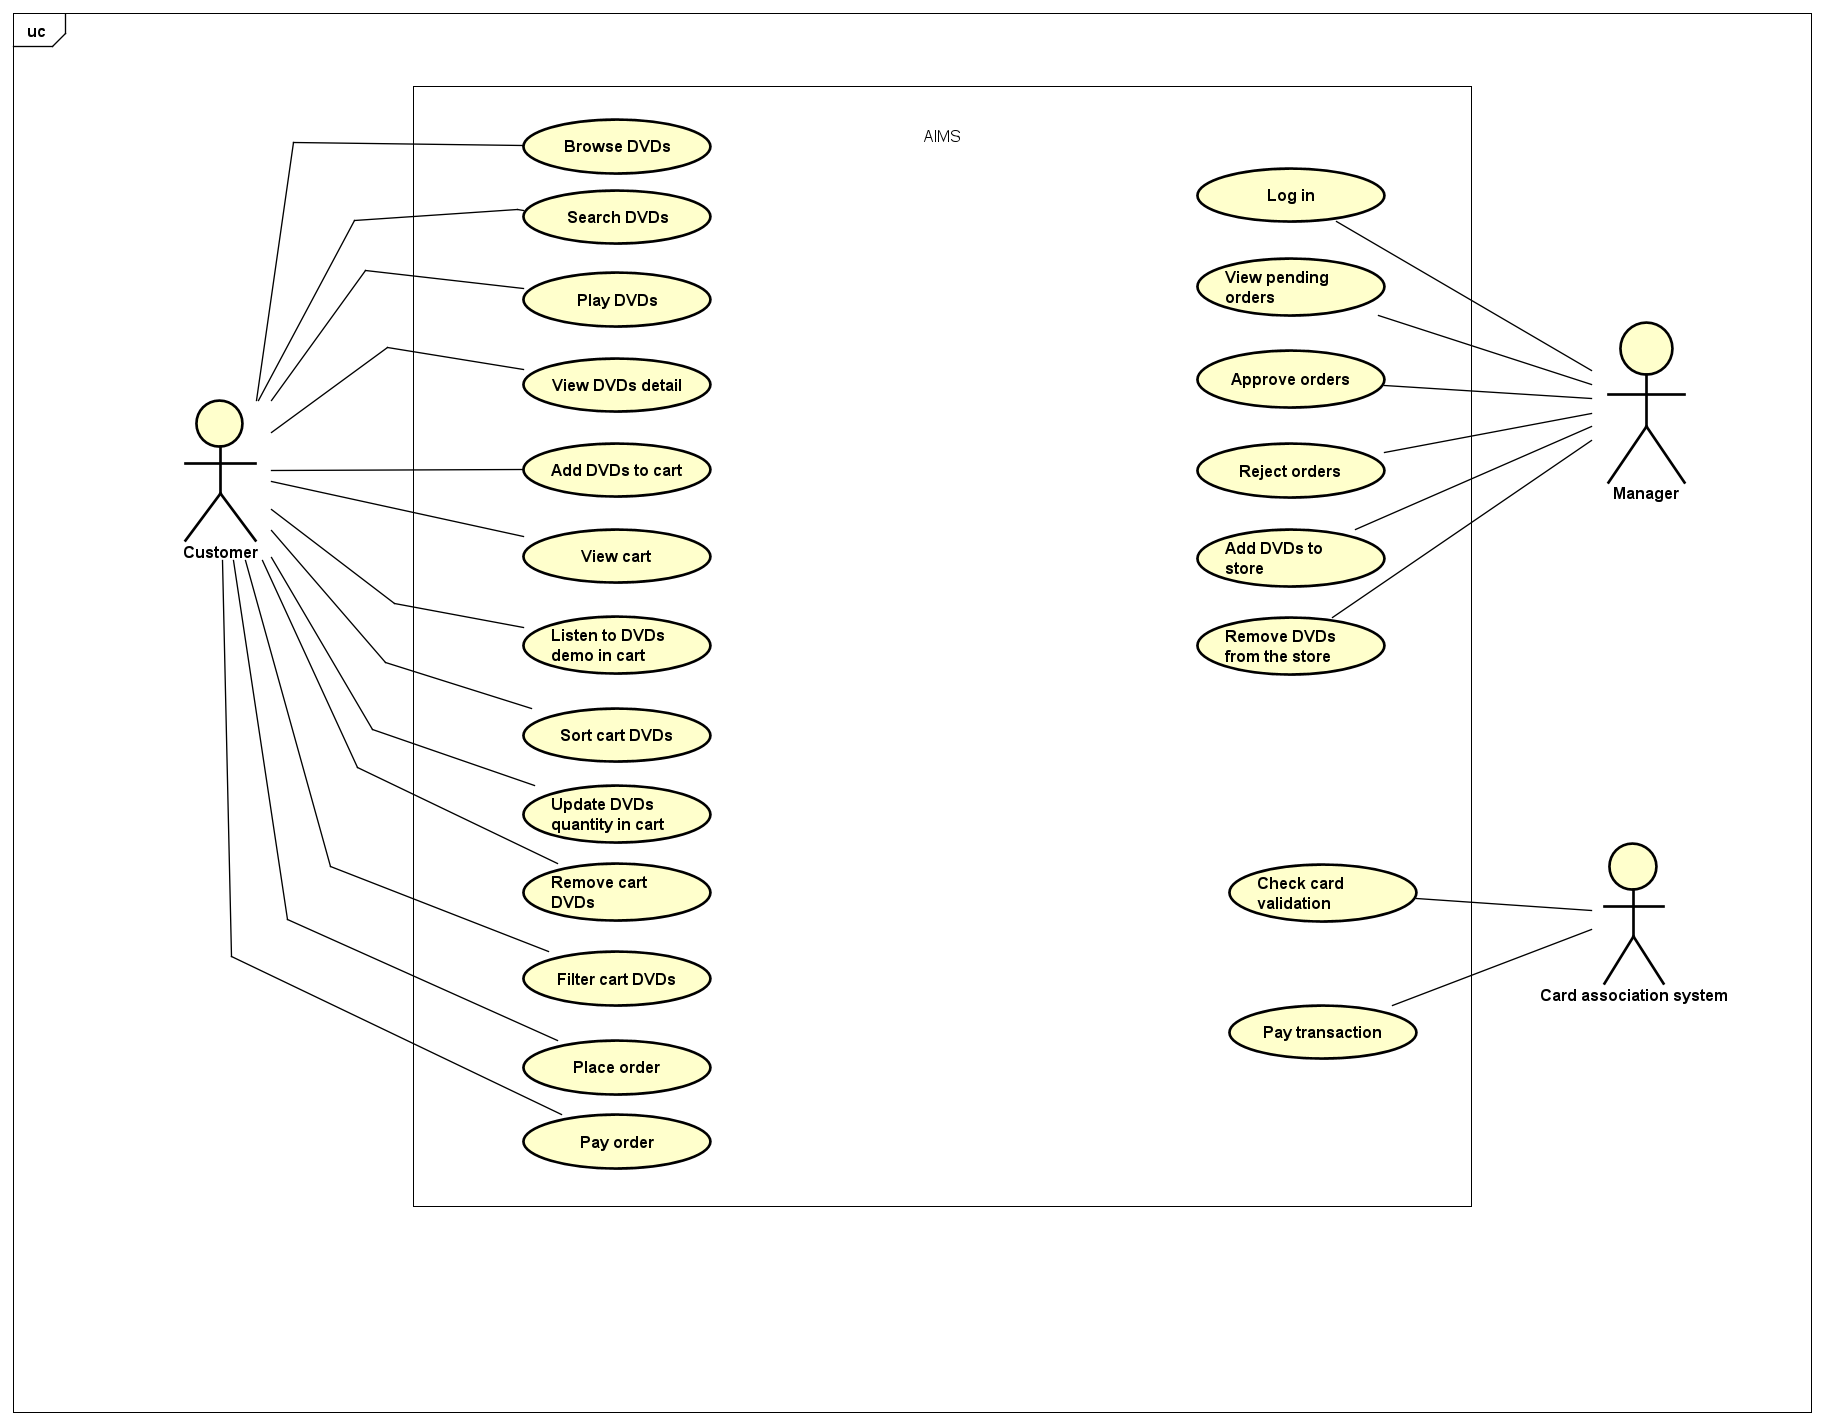 uc
AIMS
Browse DVDs
Search DVDs
Play DVDs
View DVDs detail
Add DVDs to cart
View cart
Listen to DVDs
demo in cart
Sort cart DVDs
Update DVDs
quantity in cart
Remove cart
DVDs
Filter cart DVDs
Place order
Pay order
Customer
Log in
View pending
orders
Approve orders
Reject orders
Add DVDs to
store
Remove DVDs
from the store
Manager
Check card
validation
Pay transaction
Card association system